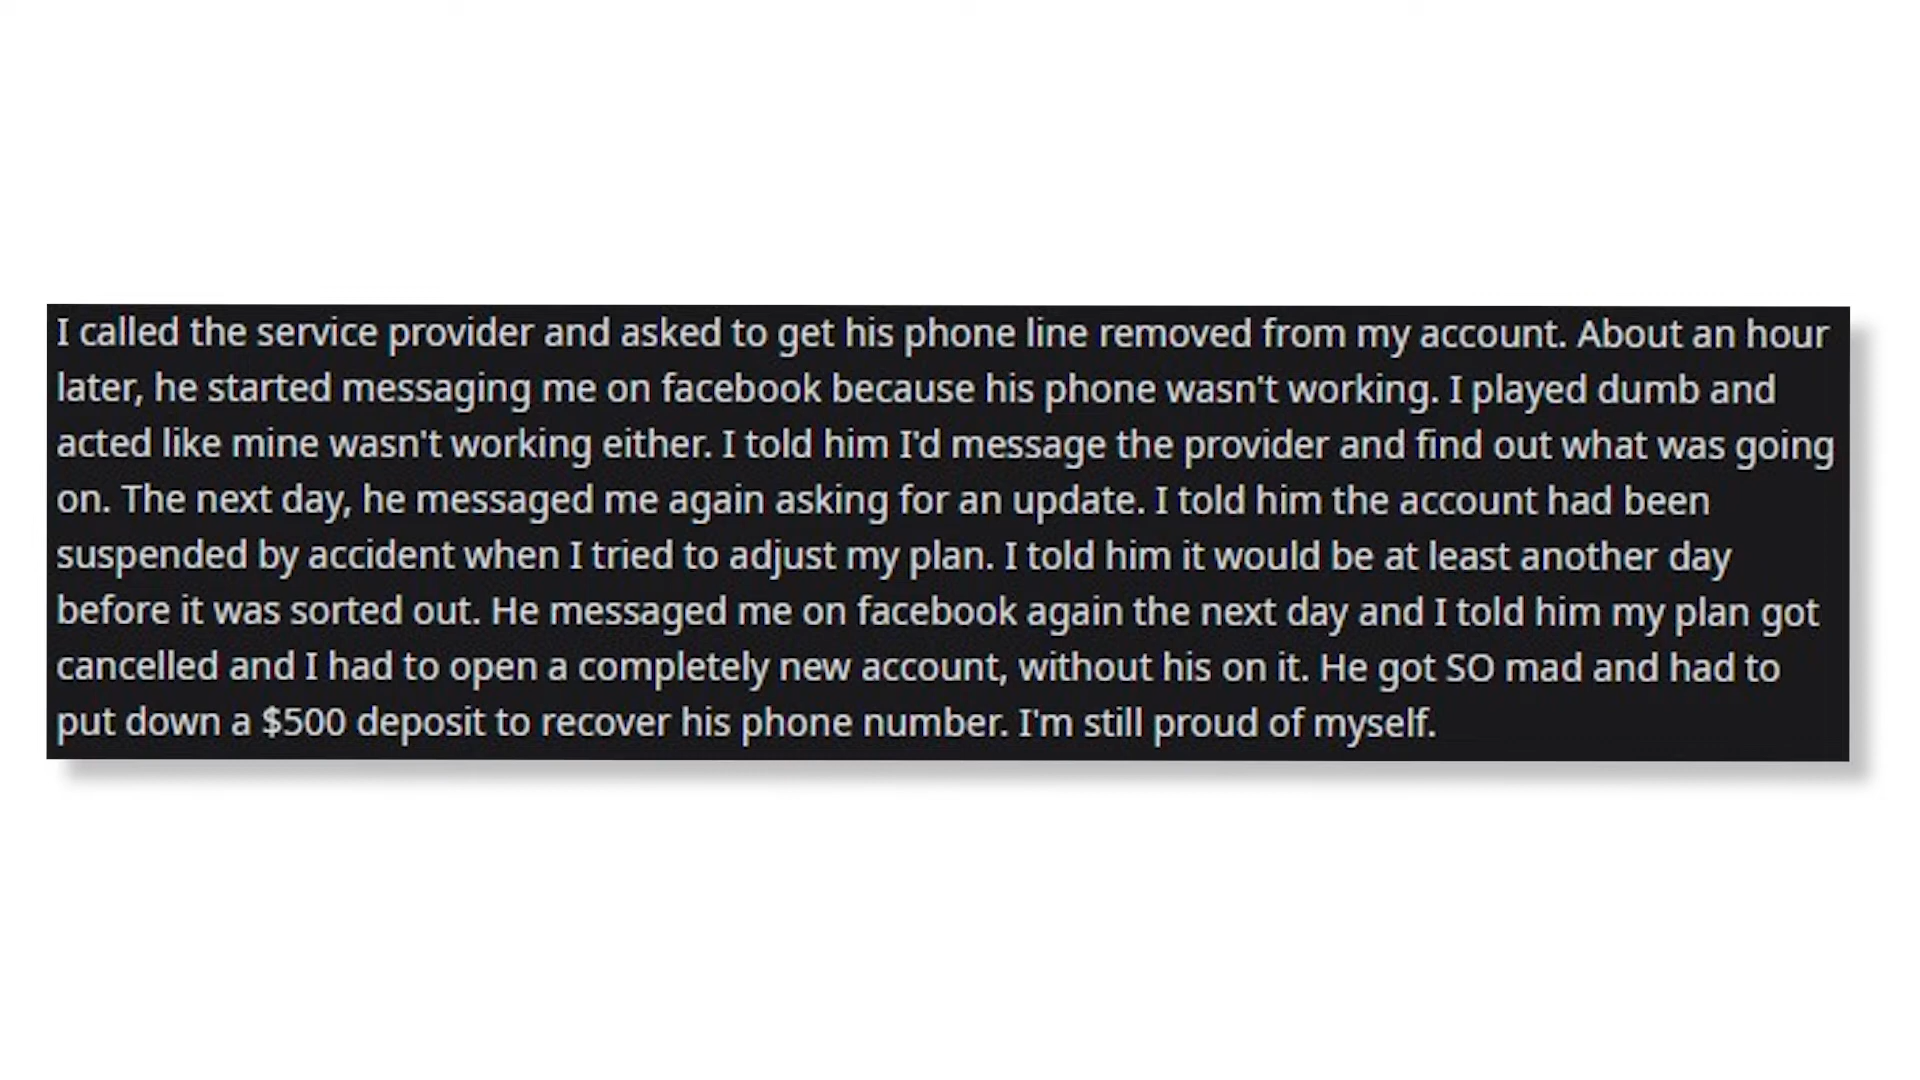 I called the service provider and asked to get his phone line removed from my account. About an hour
later, he started messaging me on facebook because his phone wasn't working. I played dumb and
acted like mine wasn't working either. I told him I'd message the provider and find out what was going
on. The next day, he messaged me again asking for an update. I told him the account had been
suspended by accident when I tried to adjust my plan. I told him it would be at least another day
before it was sorted out. He messaged me on facebook again the next day and I told him my plan got
cancelled and I had to open a completely new account, without his on it. He got SO mad and had to
put down a $500 deposit to recover his phone number. I'm still proud of myself.